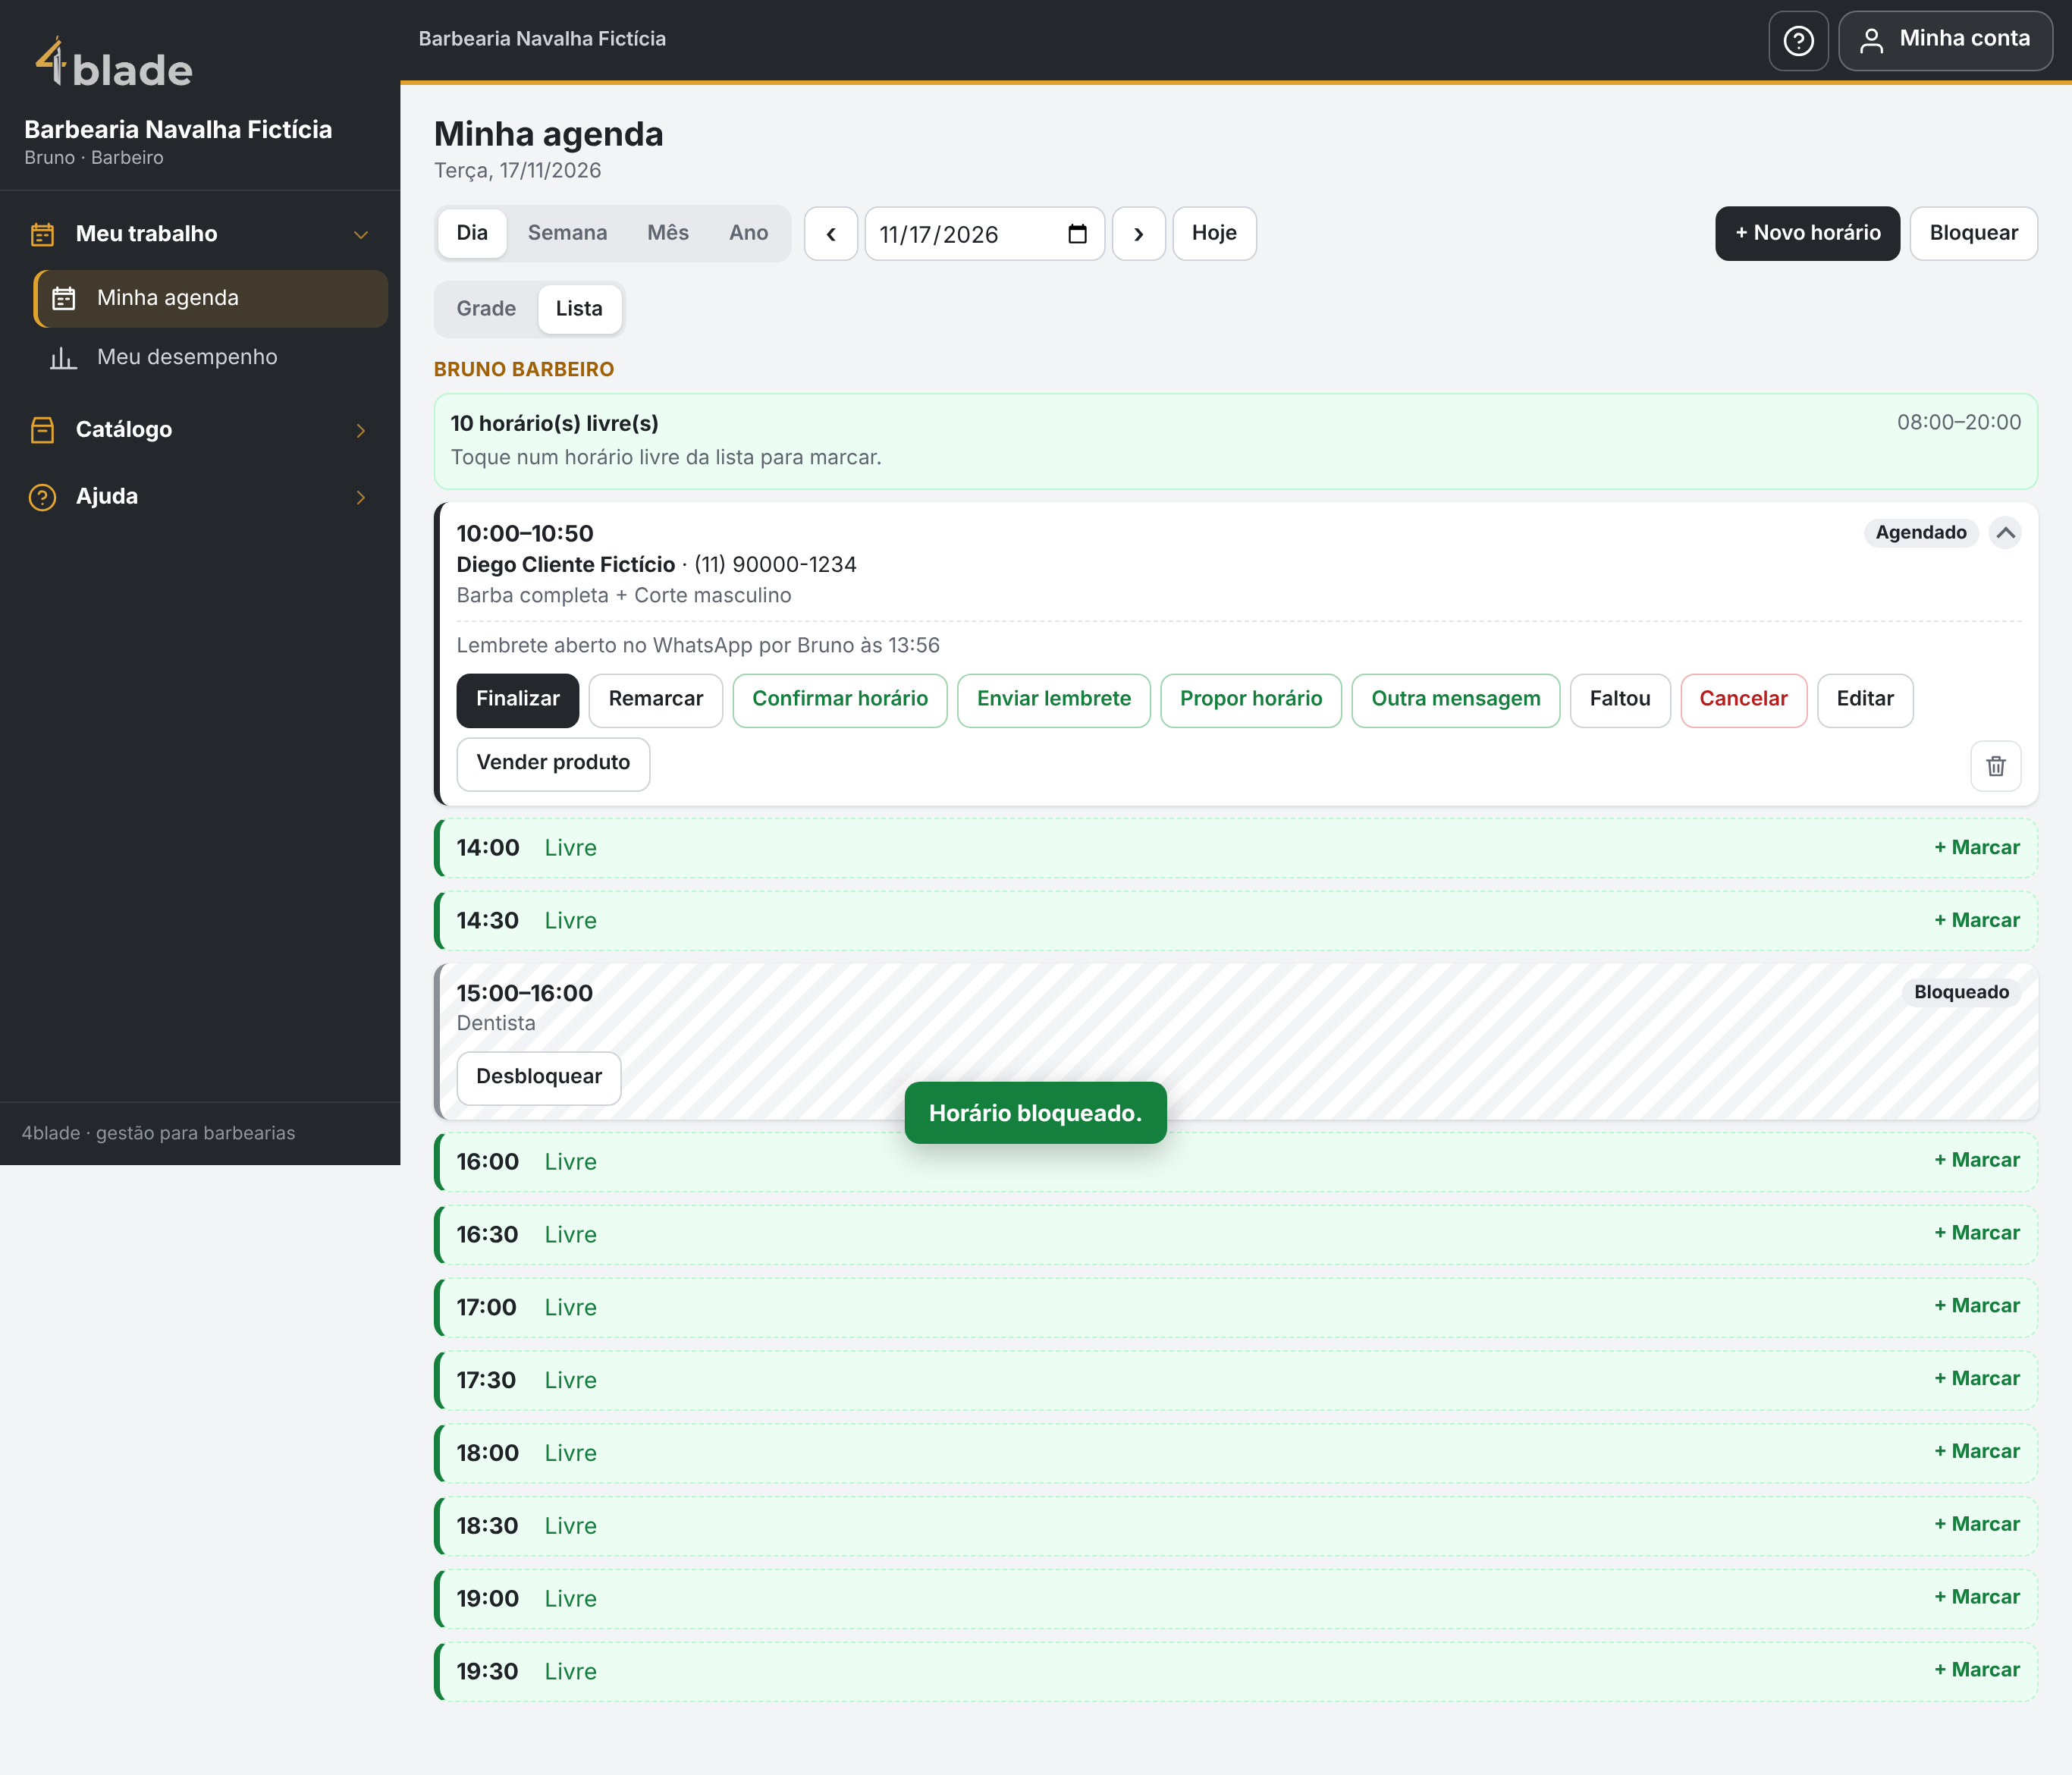 4blade
Barbearia Navalha Fictícia
Bruno · Barbeiro
Meu trabalho
Minha agenda
Meu desempenho
Catálogo
Ajuda
4blade · gestão para barbearias
Barbearia Navalha Fictícia
Minha conta
Minha agenda
Terça, 17/11/2026
Dia Semana Mês Ano ‹ 11/17/2026 › Hoje + Novo horário Bloquear
Grade Lista
BRUNO BARBEIRO
10 horário(s) livre(s) 08:00–20:00
Toque num horário livre da lista para marcar.
10:00–10:50 Agendado
Diego Cliente Fictício · (11) 90000-1234
Barba completa + Corte masculino
Lembrete aberto no WhatsApp por Bruno às 13:56
Finalizar Remarcar Confirmar horário Enviar lembrete Propor horário Outra mensagem Faltou Cancelar Editar
Vender produto
14:00 Livre + Marcar
14:30 Livre + Marcar
15:00–16:00 Bloqueado
Dentista
Desbloquear
Horário bloqueado.
16:00 Livre + Marcar
16:30 Livre + Marcar
17:00 Livre + Marcar
17:30 Livre + Marcar
18:00 Livre + Marcar
18:30 Livre + Marcar
19:00 Livre + Marcar
19:30 Livre + Marcar